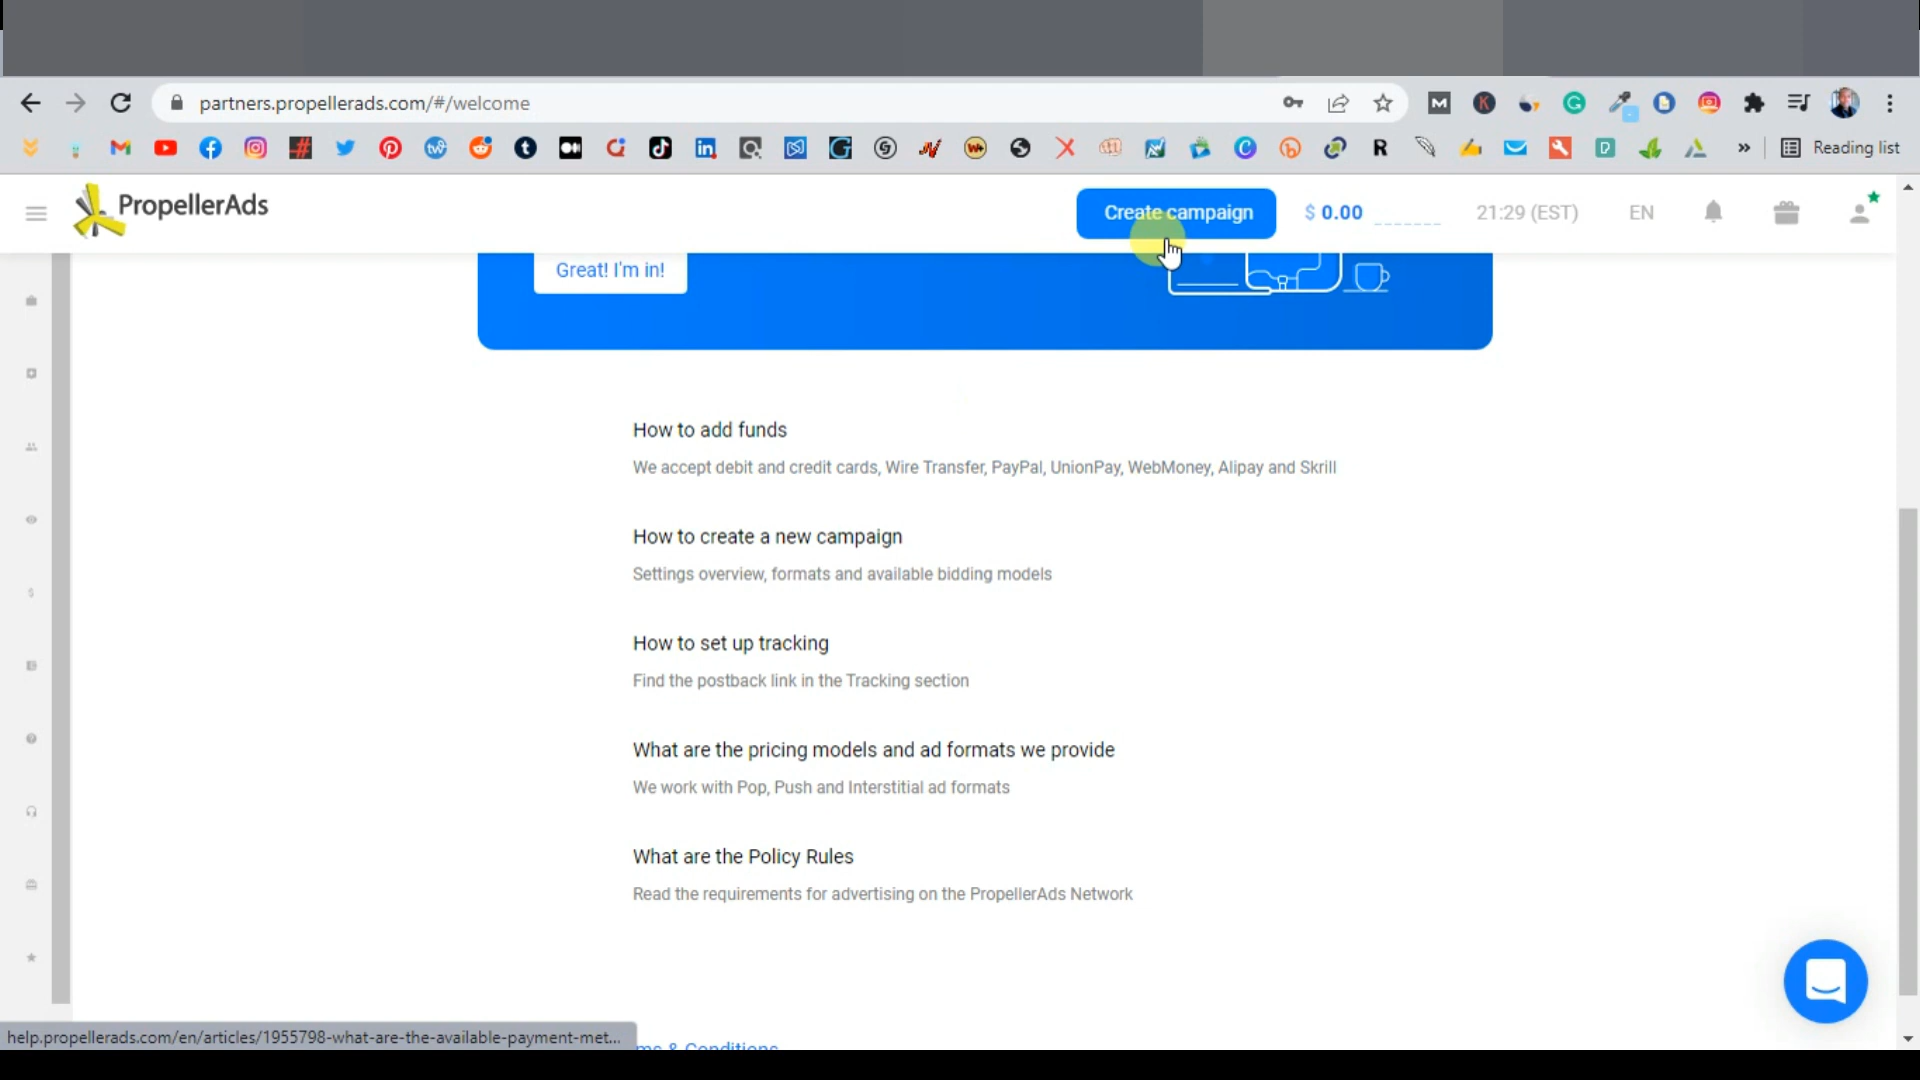 partners.propellerads.com/#/welcome
Reading list
PropellerAds
Create campaign
$ 0.00
21:29 (EST)
EN
Great! I'm in!
How to add funds
We accept debit and credit cards, Wire Transfer, PayPal, UnionPay, WebMoney, Alipay and Skrill
How to create a new campaign
Settings overview, formats and available bidding models
How to set up tracking
Find the postback link in the Tracking section
What are the pricing models and ad formats we provide
We work with Pop, Push and Interstitial ad formats
What are the Policy Rules
Read the requirements for advertising on the PropellerAds Network
help.propellerads.com/en/articles/1955798-what-are-the-available-payment-met...
& Conditions